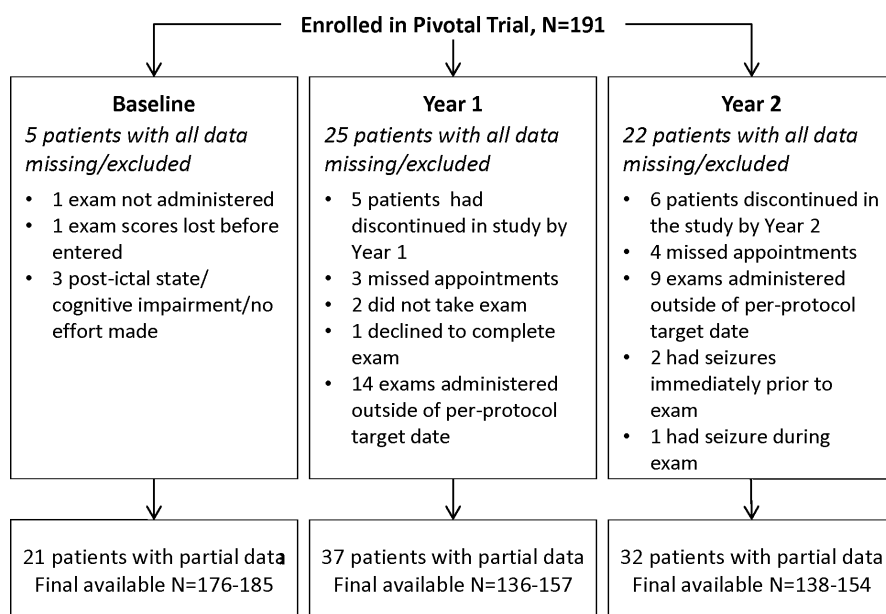 Enrolled in Pivotal Trial, N=191
Baseline
5 patients with all data
missing/excluded
• 1 exam not administered
• 1 exam scores lost before
entered
• 3 post-ictal state/
cognitive impairment/no
effort made
Year 1
25 patients with all data
missing/excluded
• 5 patients had
discontinued in study by
Year 1
• 3 missed appointments
• 2 did not take exam
• 1 declined to complete
exam
• 14 exams administered
outside of per-protocol
target date
Year 2
22 patients with all data
missing/excluded
• 6 patients discontinued in
the study by Year 2
• 4 missed appointments
• 9 exams administered
outside of per-protocol
target date
• 2 had seizures
immediately prior to
exam
• 1 had seizure during
exam
21 patients with partial data
Final available N=176-185
37 patients with partial data
Final available N=136-157
32 patients with partial data
Final available N=138-154